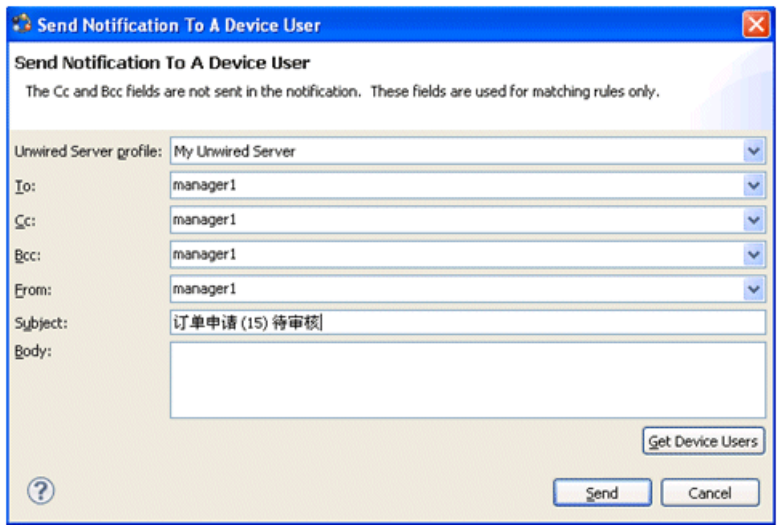 Send Notification To A Device User
Send Notification To A Device User
The Cc and Bcc fields are not sent in the notification. These fields are used for matching rules only.
Unwired Server profile: My Unwired Server
To: manager1
Cc: manager1
Bcc: manager1
From: manager1
Subject: 订单申请 (15) 待审核
Body:
Get Device Users
? Send Cancel